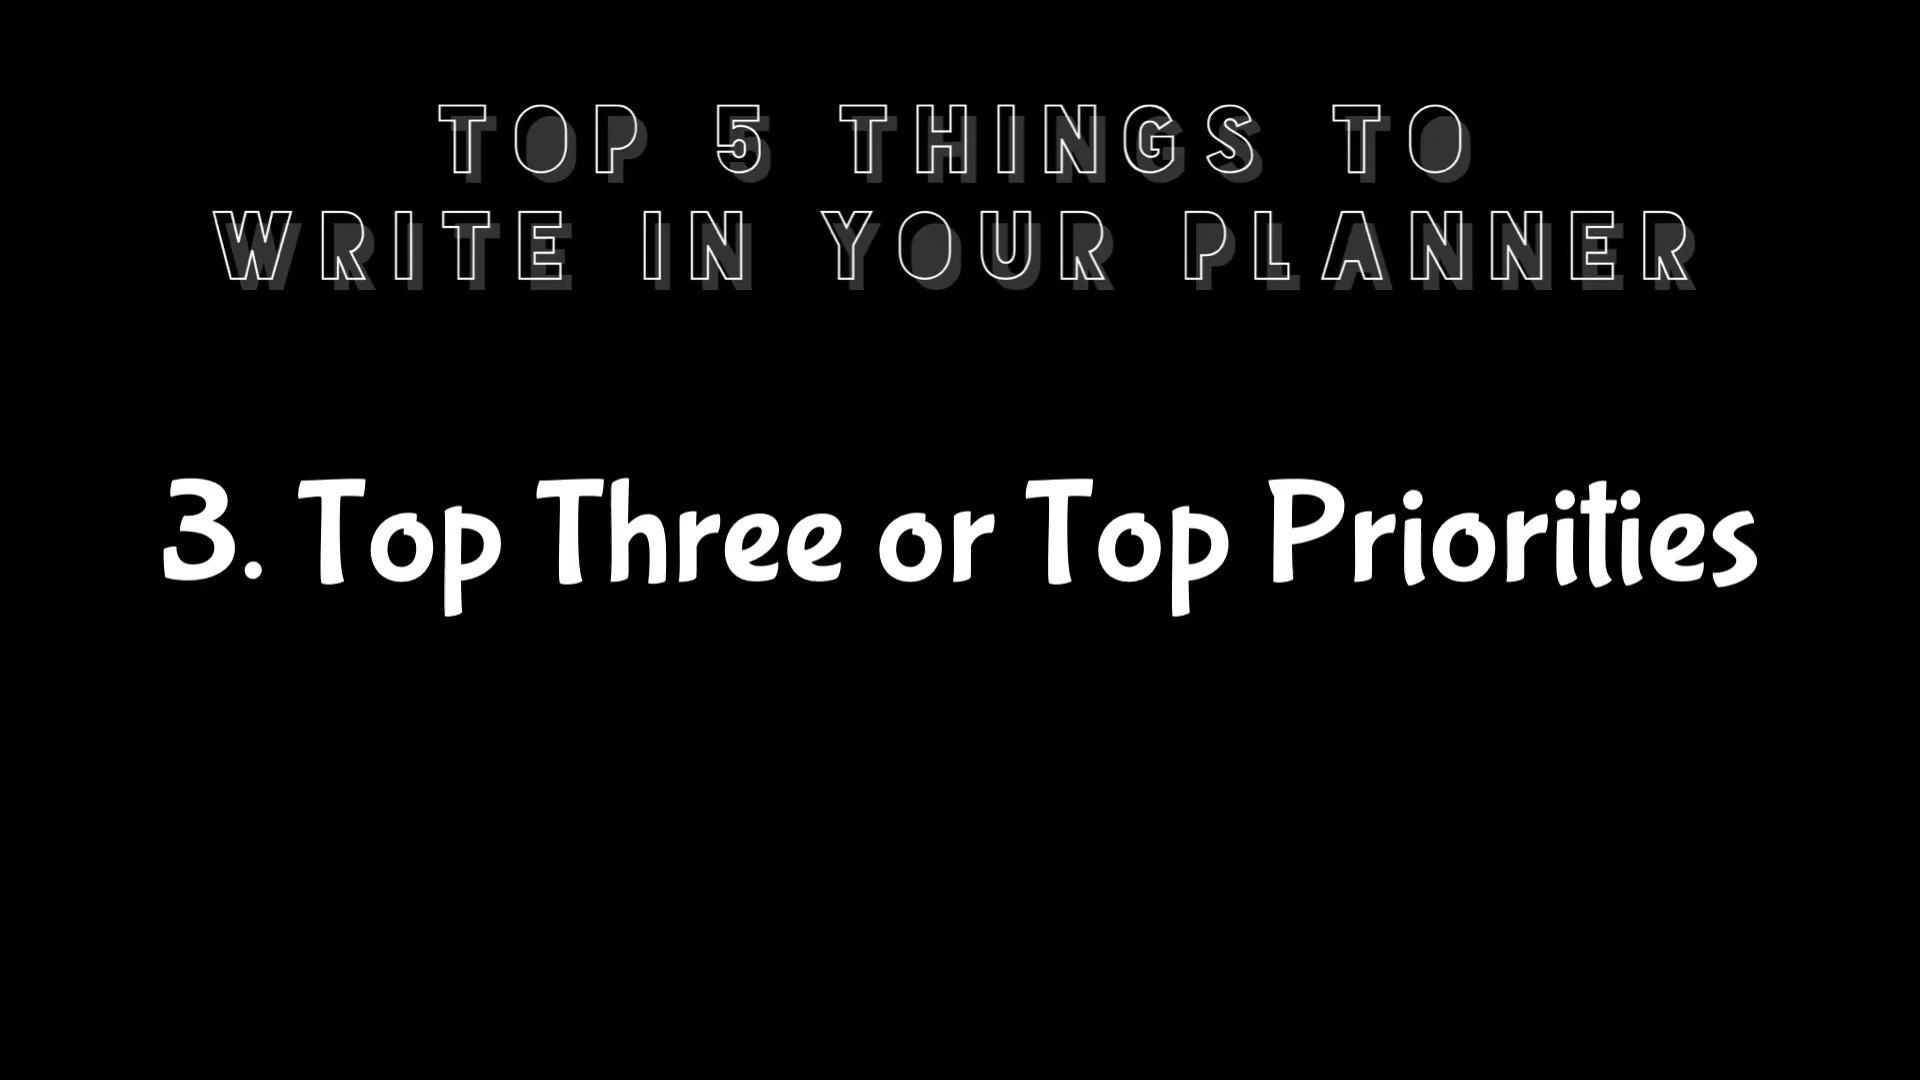 TOP 5 THINGS TO
WRITE IN YOUR PLANNER
3. Top Three or Top Priorities